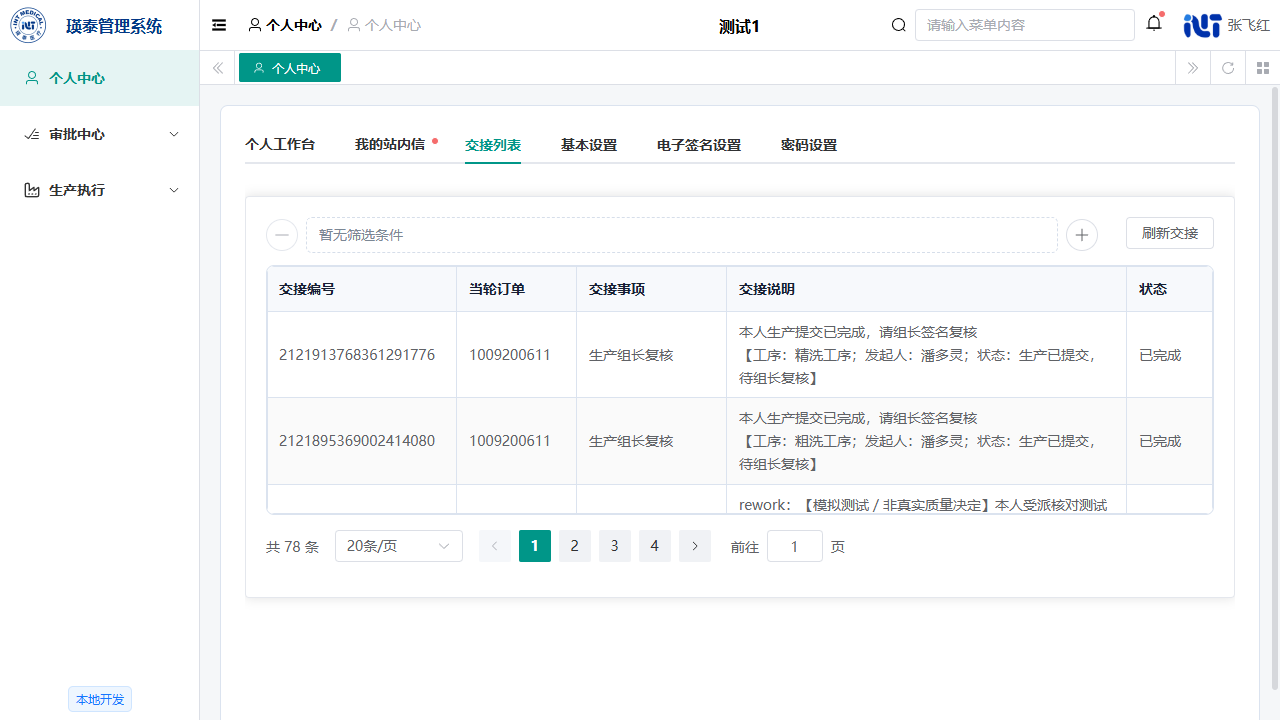 瑛泰管理系统
个人中心 / 个人中心
测试1
请输入菜单内容
张飞红
个人中心
审批中心
生产执行
本地开发
个人中心
个人工作台
我的站内信
交接列表
基本设置
电子签名设置
密码设置
暂无筛选条件
刷新交接
交接编号 当轮订单 交接事项 交接说明 状态
本人生产提交已完成，请组长签名复核
2121913768361291776 1009200611 生产组长复核 【工序：精洗工序；发起人：潘多灵；状态：生产已提交， 已完成
待组长复核】
本人生产提交已完成，请组长签名复核
2121895369002414080 1009200611 生产组长复核 【工序：粗洗工序；发起人：潘多灵；状态：生产已提交， 已完成
待组长复核】
rework：【模拟测试 / 非真实质量决定】本人受派核对测试
共 78 条 20条/页 1 2 3 4 前往 1 页